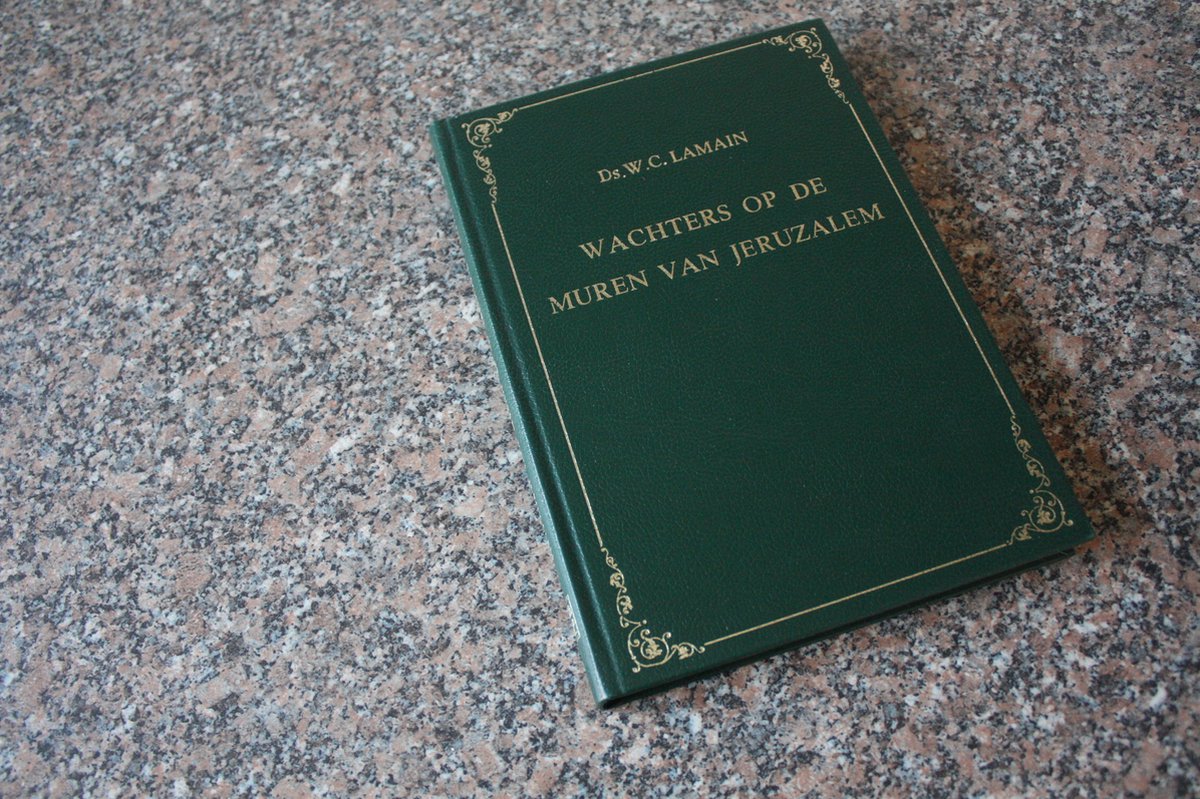 Ds. W. C. LAMAIN
WACHTERS OP DE
MUREN VAN JERUZALEM